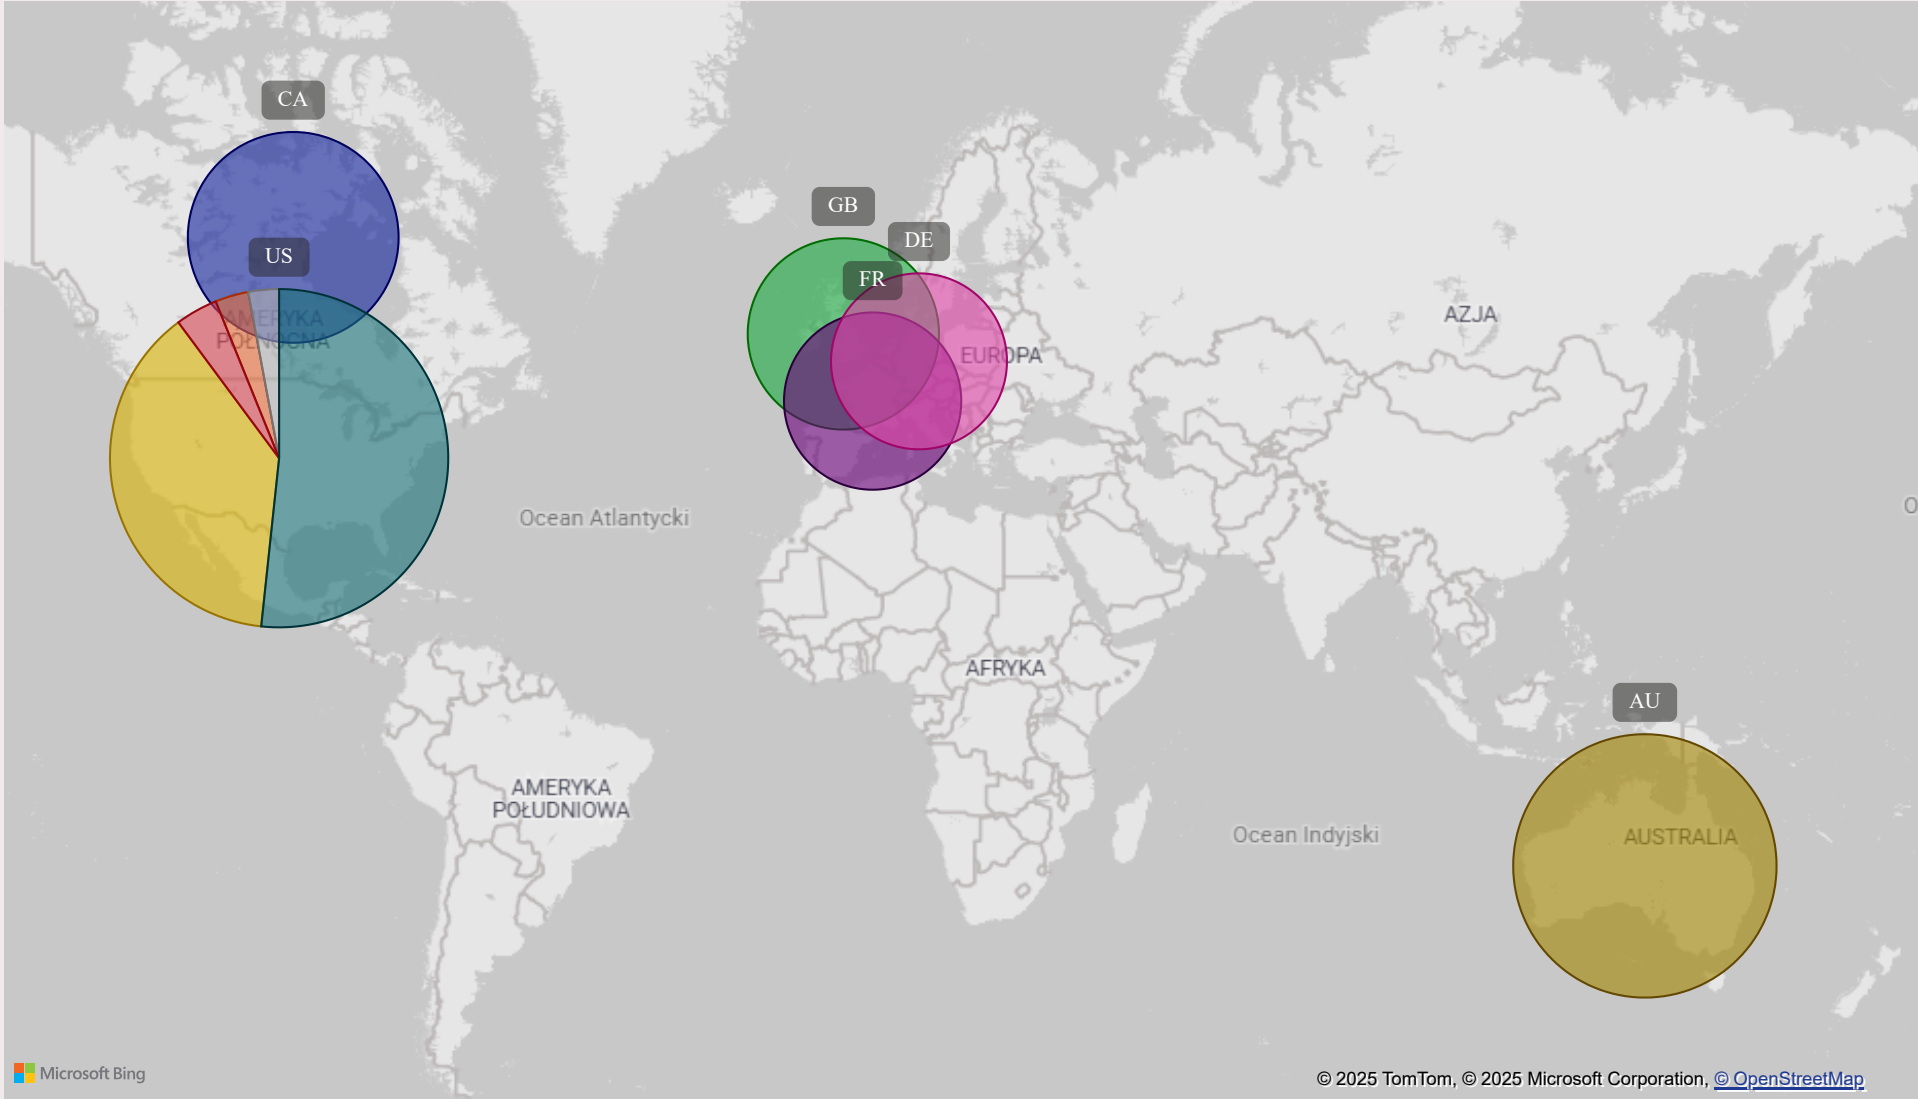 CA
US
AMERYKA
PÓŁNOCNA
GB
DE
FR
EUROPA
AZJA
Ocean Atlantycki
O
AFRYKA
AMERYKA
POŁUDNIOWA
AU
AUSTRALIA
Ocean Indyjski
Microsoft Bing
© 2025 TomTom, © 2025 Microsoft Corporation, © OpenStreetMap